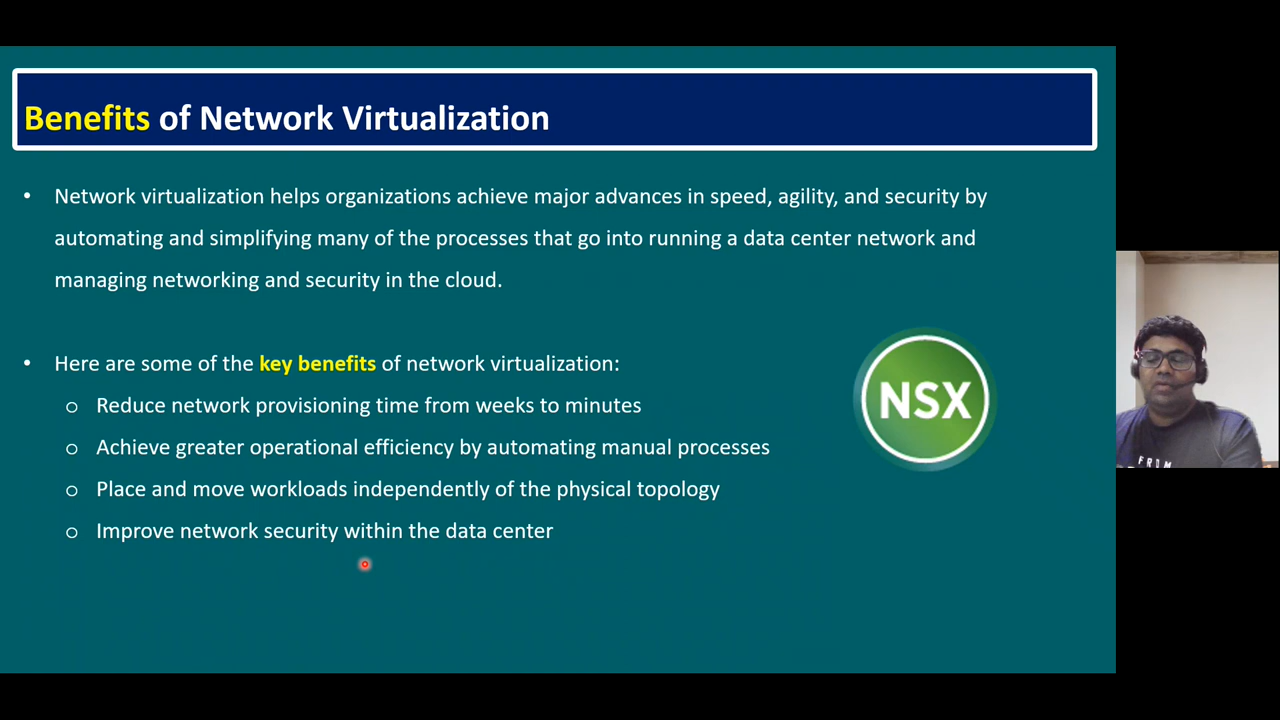 Benefits of Network Virtualization
• Network virtualization helps organizations achieve major advances in speed, agility, and security by
automating and simplifying many of the processes that go into running a data center network and
managing networking and security in the cloud.
• Here are some of the key benefits of network virtualization:
o Reduce network provisioning time from weeks to minutes
o Achieve greater operational efficiency by automating manual processes
o Place and move workloads independently of the physical topology
o Improve network security within the data center
NSX
FROM